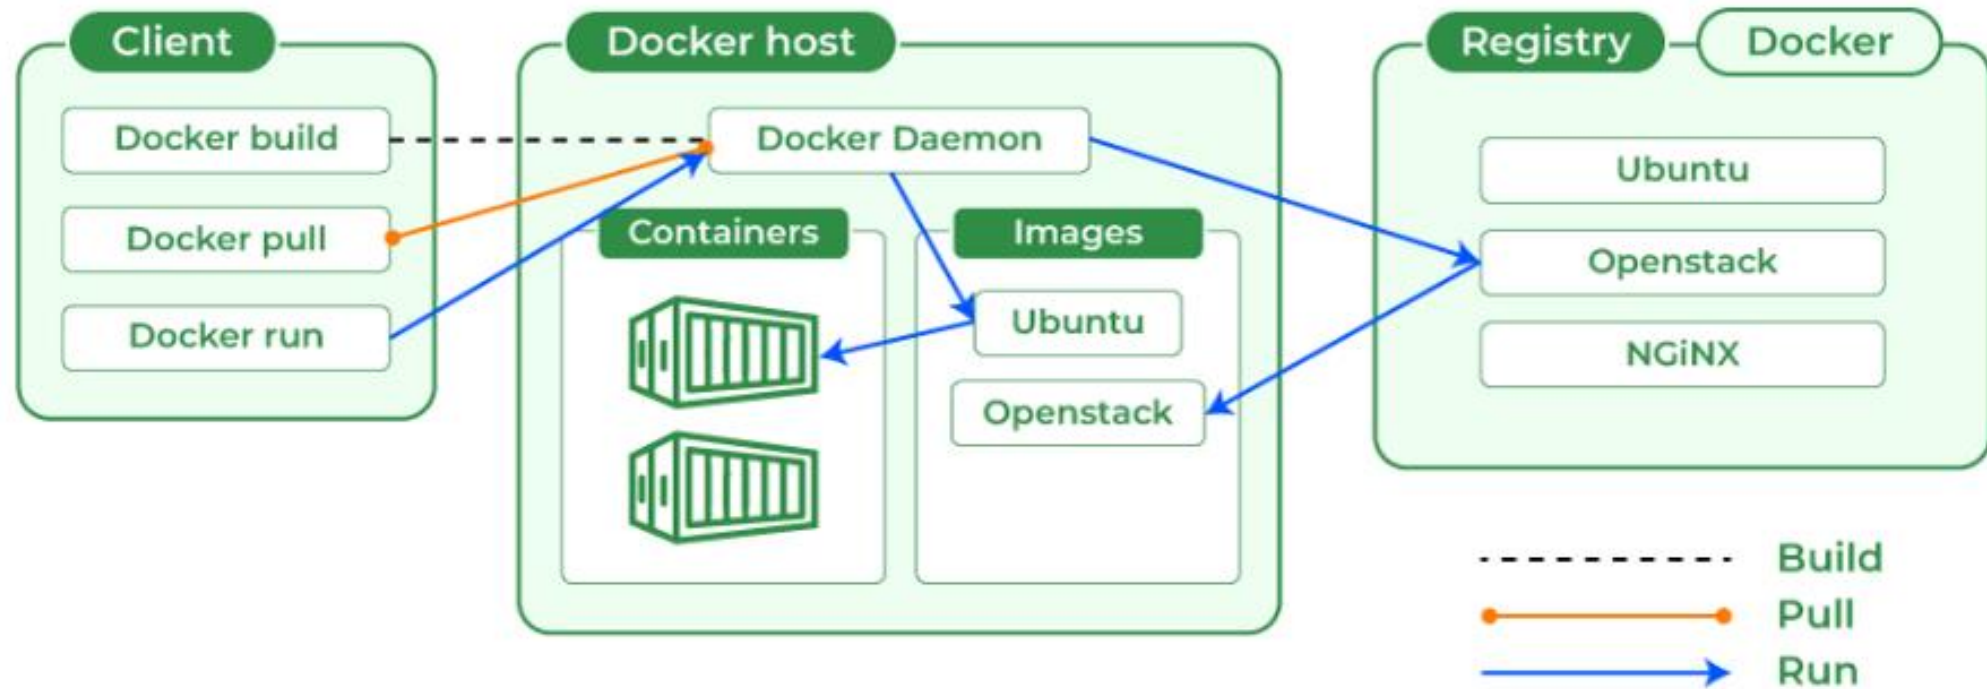 Client
Docker build
Docker pull
Docker run
Docker host
Docker Daemon
Containers
Images
Ubuntu
Openstack
Registry
Docker
Ubuntu
Openstack
NGiNX
Build
Pull
Run